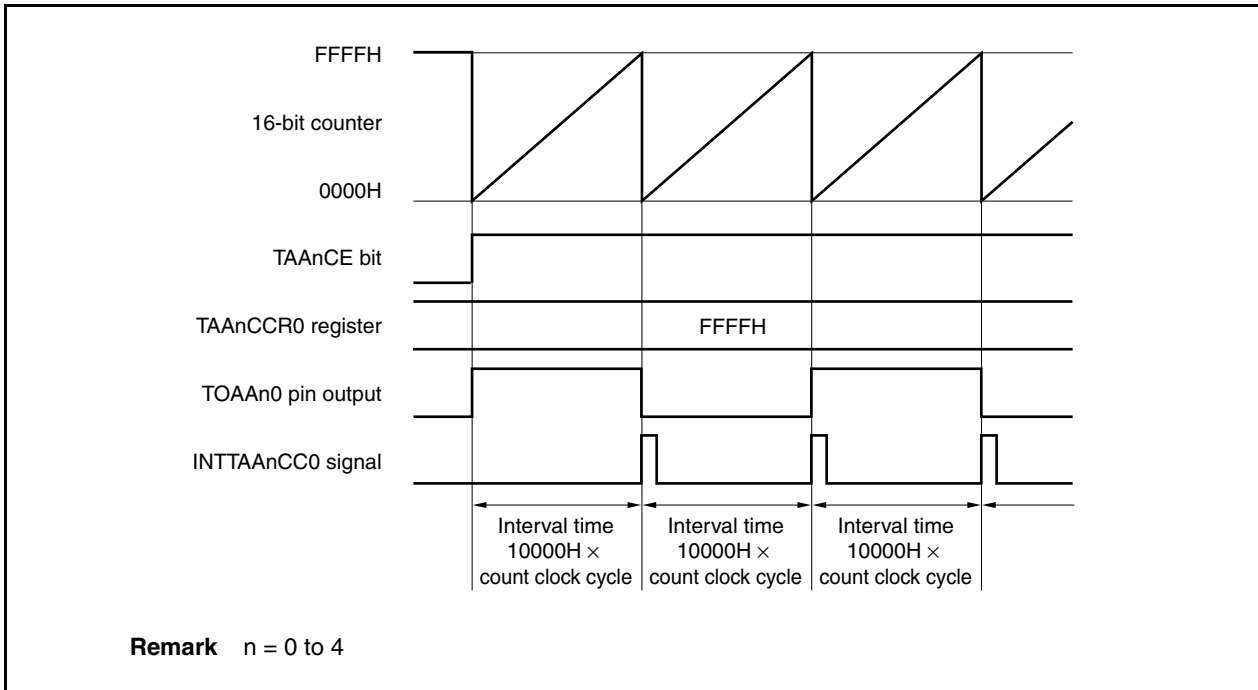 FFFFH
16-bit counter
0000H
TAAnCE bit
TAAnCCR0 register
FFFFH
TOAAn0 pin output
INTTAAnCC0 signal
Interval time
10000H ×
count clock cycle
Interval time
10000H ×
count clock cycle
Interval time
10000H ×
count clock cycle
Remark n = 0 to 4